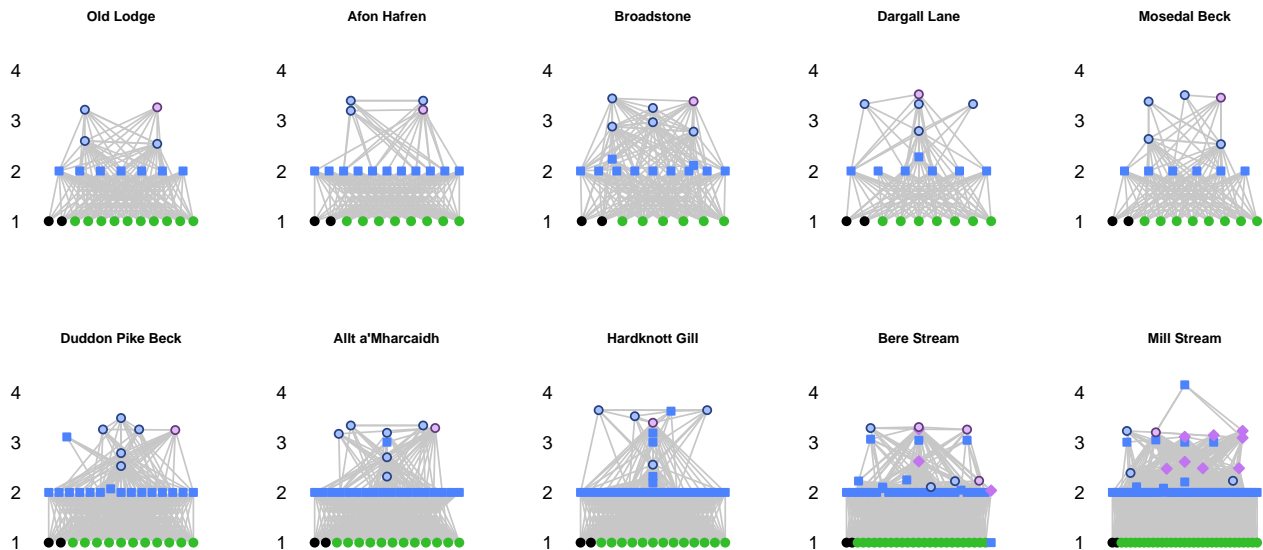 Old Lodge
Afon Hafren
Broadstone
Dargall Lane
Mosedal Beck
4 4 4 4 4
3 3 3 3 3
2 2 2 2 2
1 1 1 1 1
Duddon Pike Beck
Allt a'Mharcaidh
Hardknott Gill
Bere Stream
Mill Stream
4 4 4 4 4
3 3 3 3 3
2 2 2 2 2
1 1 1 1 1